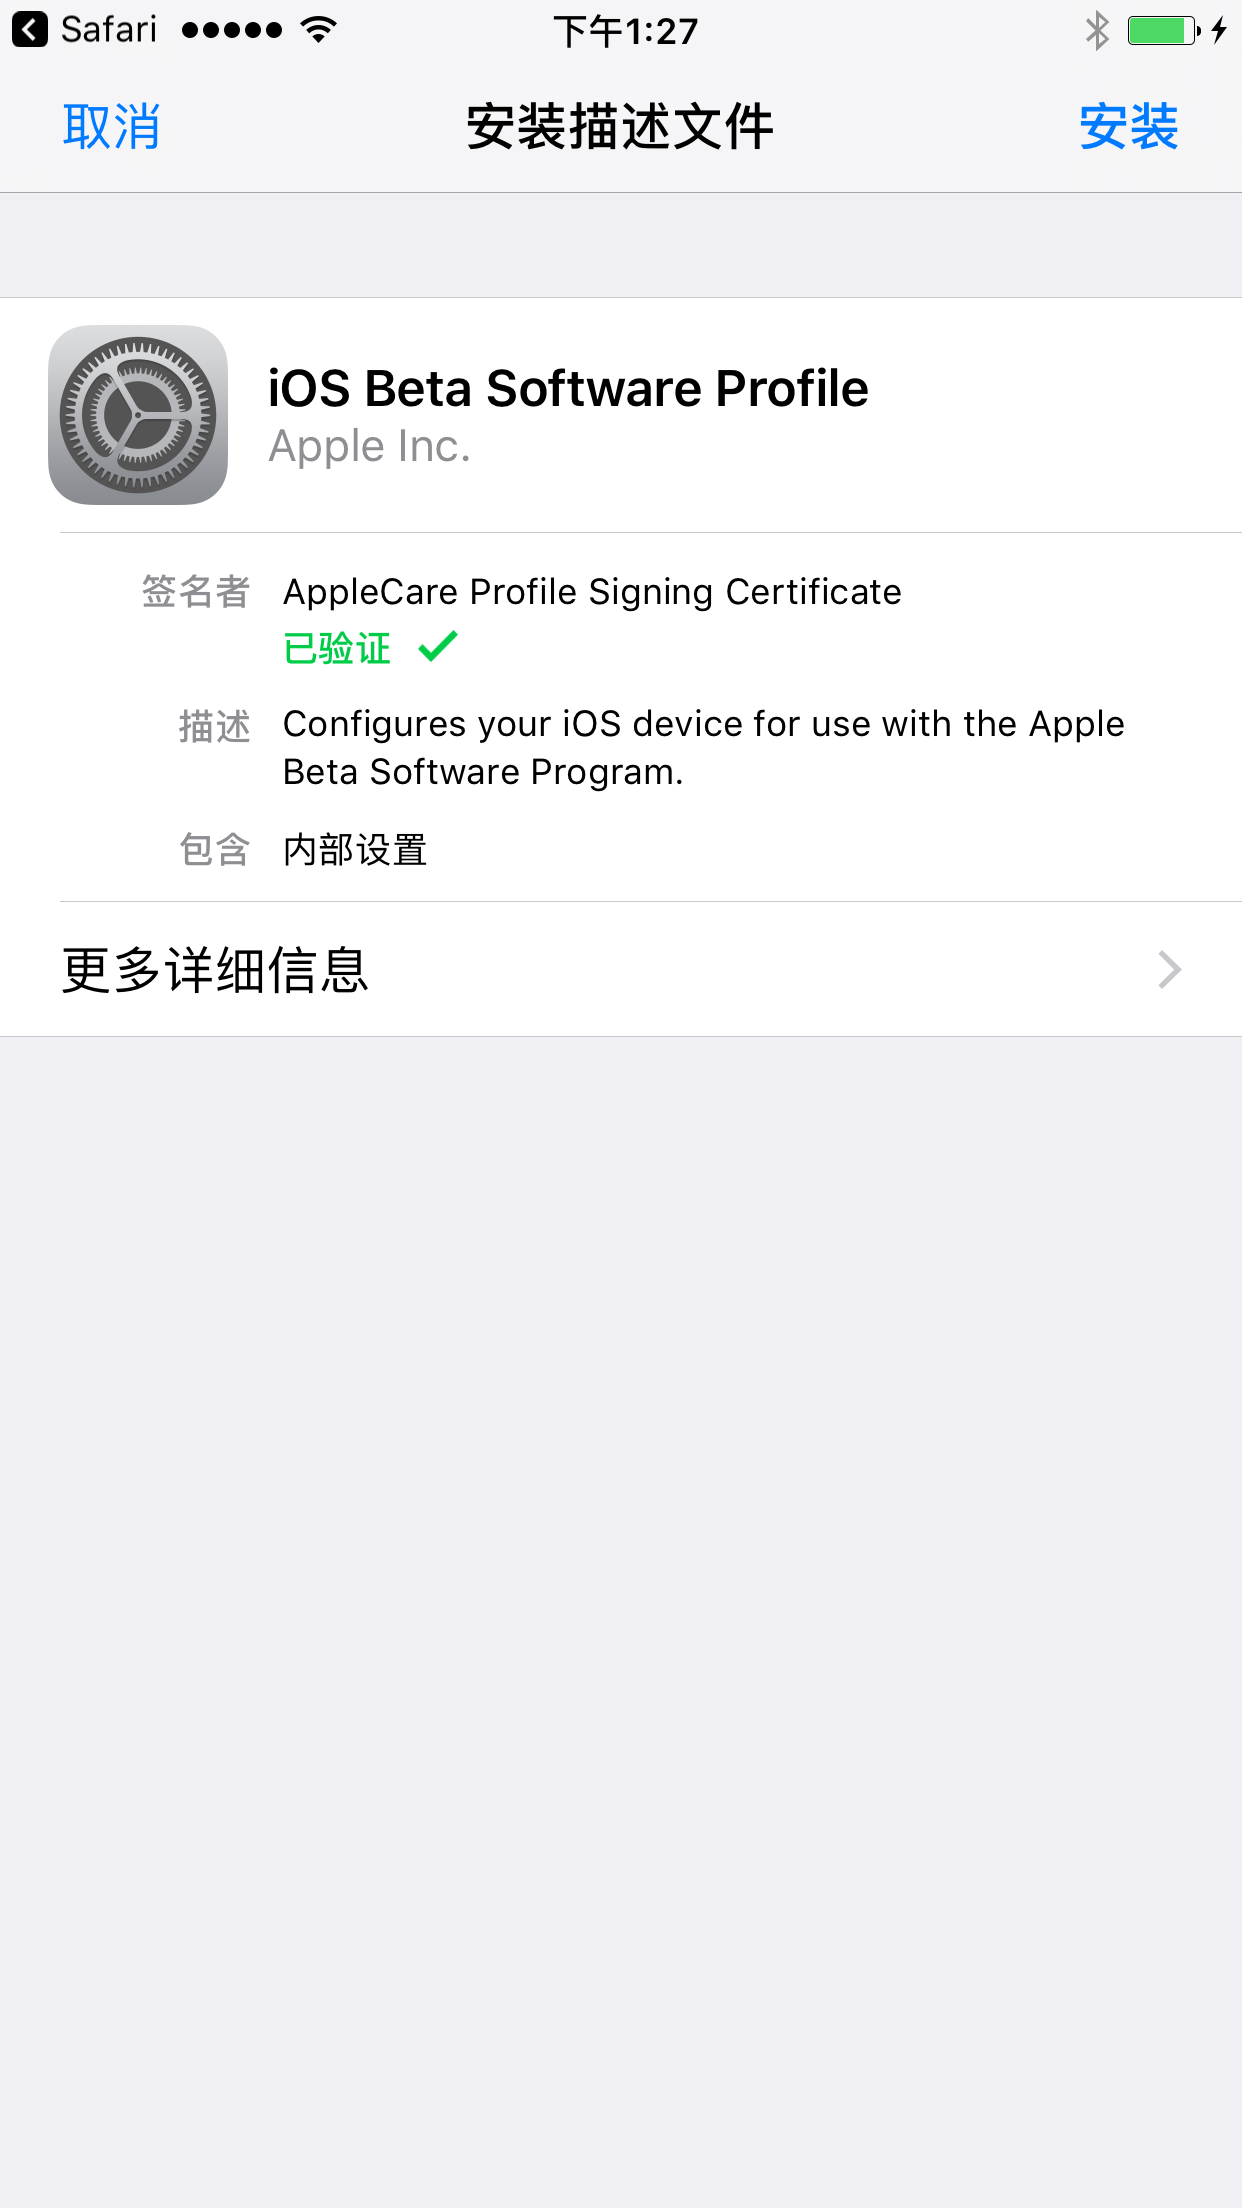 Safari
下午1:27
取消
安装描述文件
安装
iOS Beta Software Profile
Apple Inc.
签名者 AppleCare Profile Signing Certificate
已验证
描述 Configures your iOS device for use with the Apple
Beta Software Program.
包含 内部设置
更多详细信息